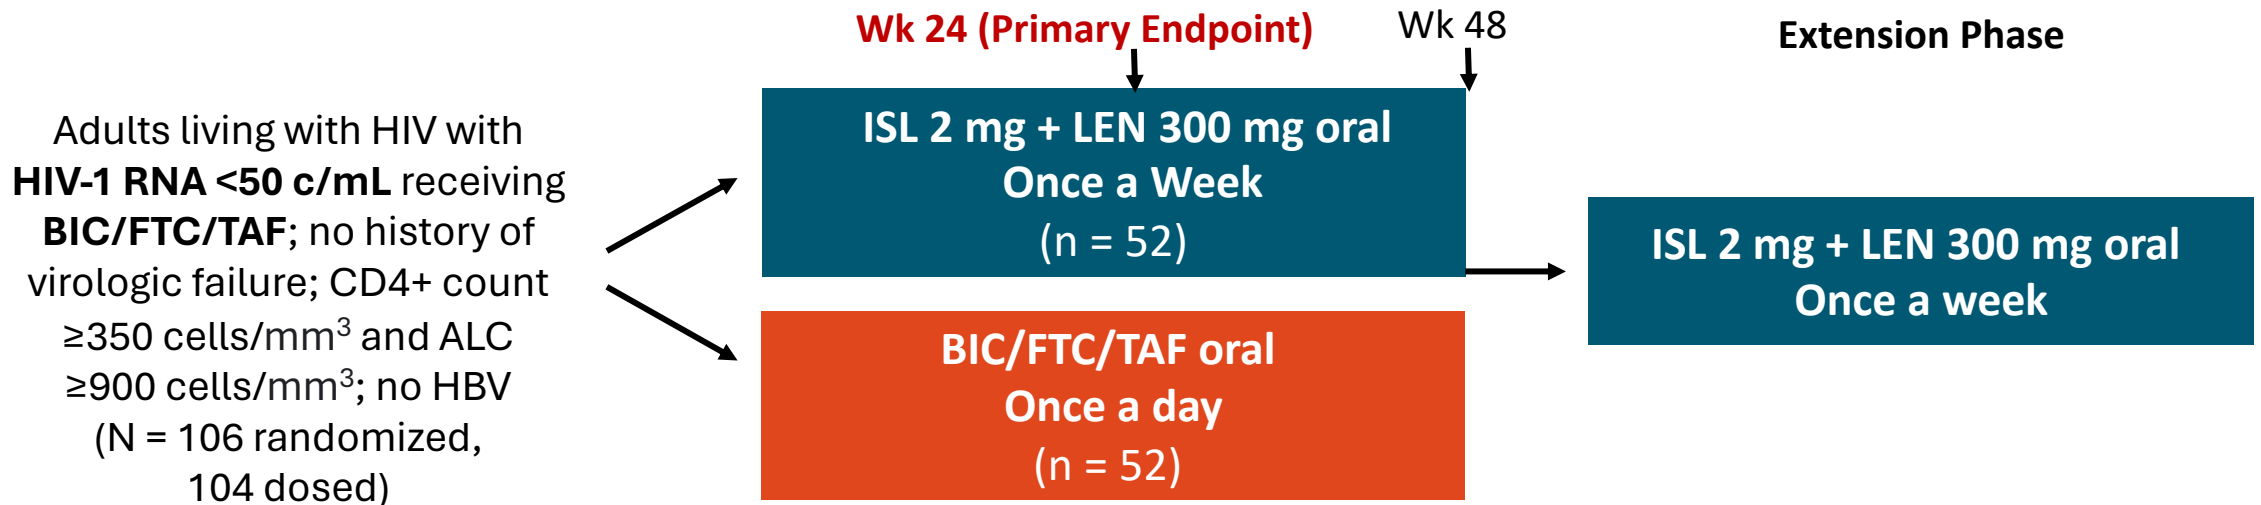 Wk 24 (Primary Endpoint)
Wk 48
Extension Phase
Adults living with HIV with
HIV-1 RNA <50 c/mL receiving
BIC/FTC/TAF; no history of
virologic failure; CD4+ count
≥350 cells/mm³ and ALC
≥900 cells/mm³; no HBV
(N = 106 randomized,
104 dosed)
ISL 2 mg + LEN 300 mg oral
Once a Week
(n = 52)
BIC/FTC/TAF oral
Once a day
(n = 52)
ISL 2 mg + LEN 300 mg oral
Once a week